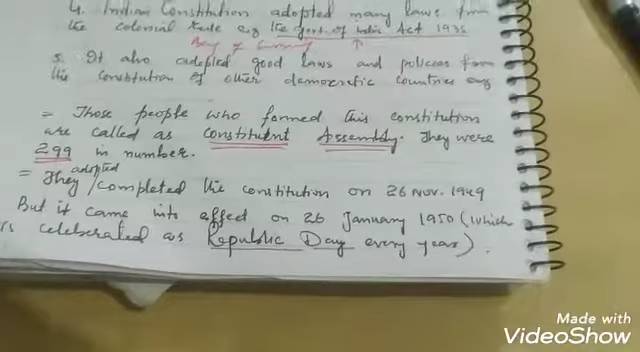 4. Indian Constitution adopted many laws from
the colonial rule eg the Govt. of India Act 1935
5. It also adopted good laws and policies from
the constitution of other democratic countries eg
= Those people who formed this constitution
are called as Constituent Assembly. They were
299 in number.
adopted
= They / completed the constitution on 26 Nov. 1949
But it came into effect on 26 January 1950 (which
is celeberated as Republic Day every year).
Made with
VideoShow